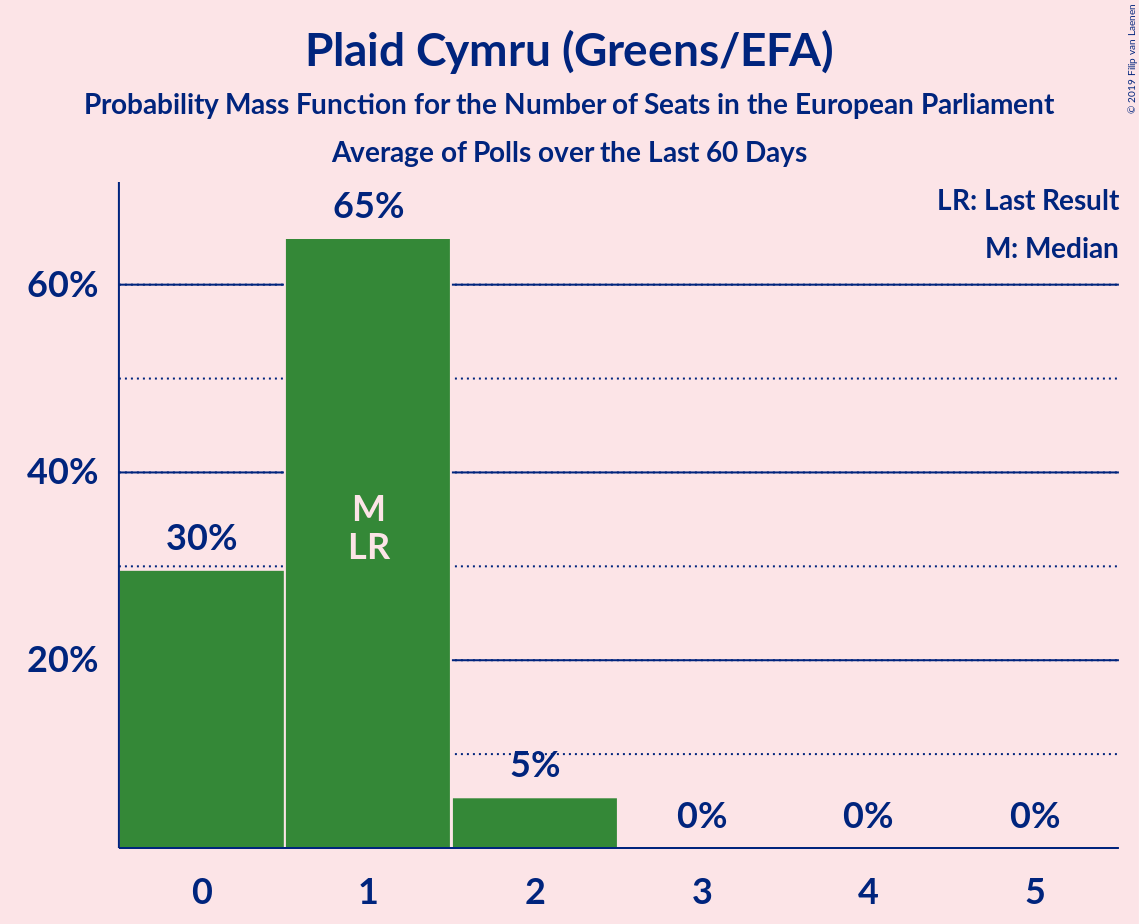 Plaid Cymru (Greens/EFA)
Probability Mass Function for the Number of Seats in the European Parliament
Average of Polls over the Last 60 Days
© 2019 Filip van Laenen
LR: Last Result
M: Median
65%
60%
40%
M
LR
30%
20%
5%
0%
0%
0%
0
1
2
3
4
5